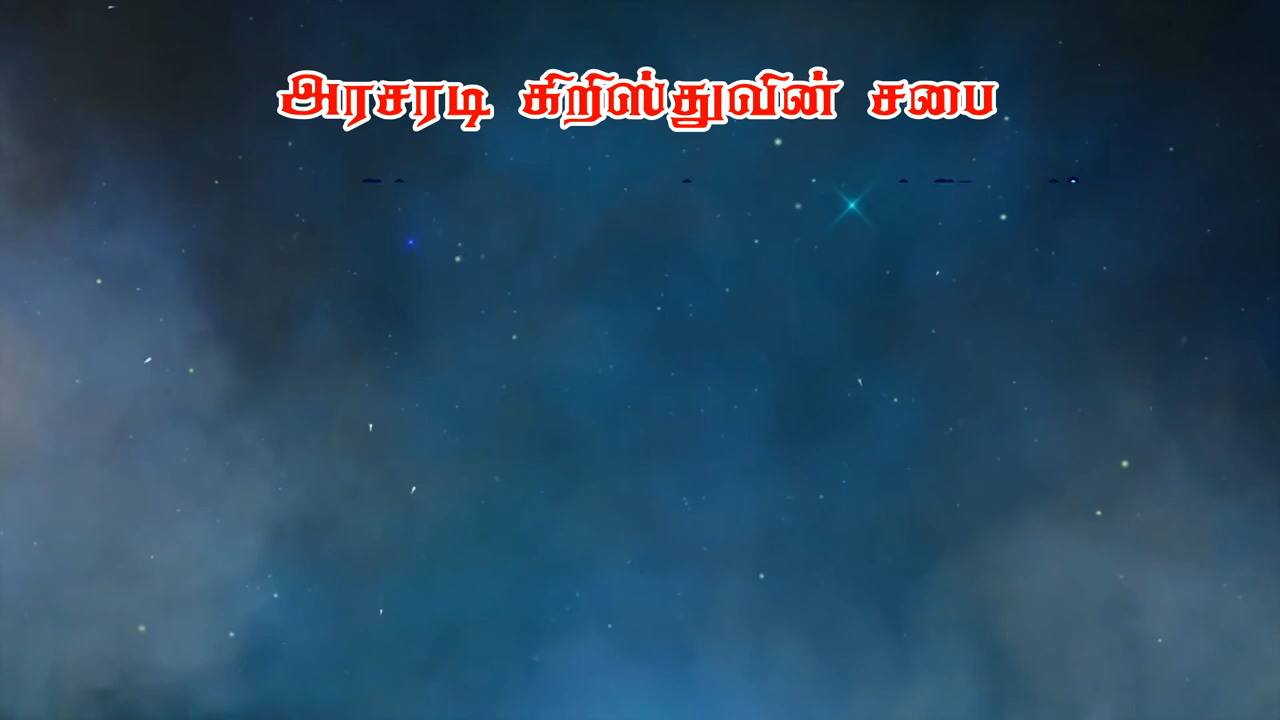 அரசரடி கிறிஸ்துவின் சபை